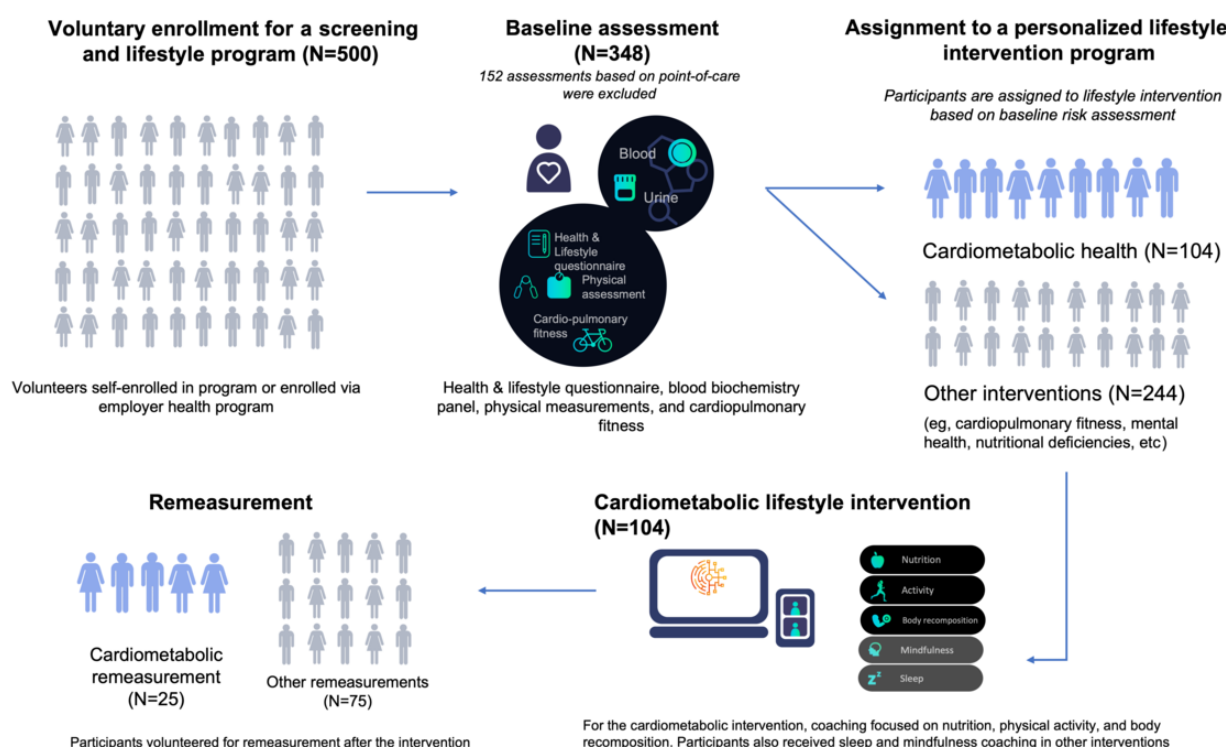 Voluntary enrollment for a screening
and lifestyle program (N=500)
Volunteers self-enrolled in program or enrolled via
employer health program
Baseline assessment
(N=348)
152 assessments based on point-of-care
were excluded
Blood
Urine
Health &
Lifestyle
questionnaire
Physical
assessment
Cardio-pulmonary
fitness
Health & lifestyle questionnaire, blood biochemistry
panel, physical measurements, and cardiopulmonary
fitness
Assignment to a personalized lifestyle
intervention program
Participants are assigned to lifestyle intervention
based on baseline risk assessment
Cardiometabolic health (N=104)
Other interventions (N=244)
(eg, cardiopulmonary fitness, mental
health, nutritional deficiencies, etc)
Cardiometabolic lifestyle intervention
(N=104)
Nutrition
Activity
Body recomposition
Mindfulness
zzz
Sleep
For the cardiometabolic intervention, coaching focused on nutrition, physical activity, and body
recomposition. Participants also received sleep and mindfulness coaching in other interventions
Remeasurement
Cardiometabolic
remeasurement
(N=25)
Other remeasurements
(N=75)
Participants volunteered for remeasurement after the intervention